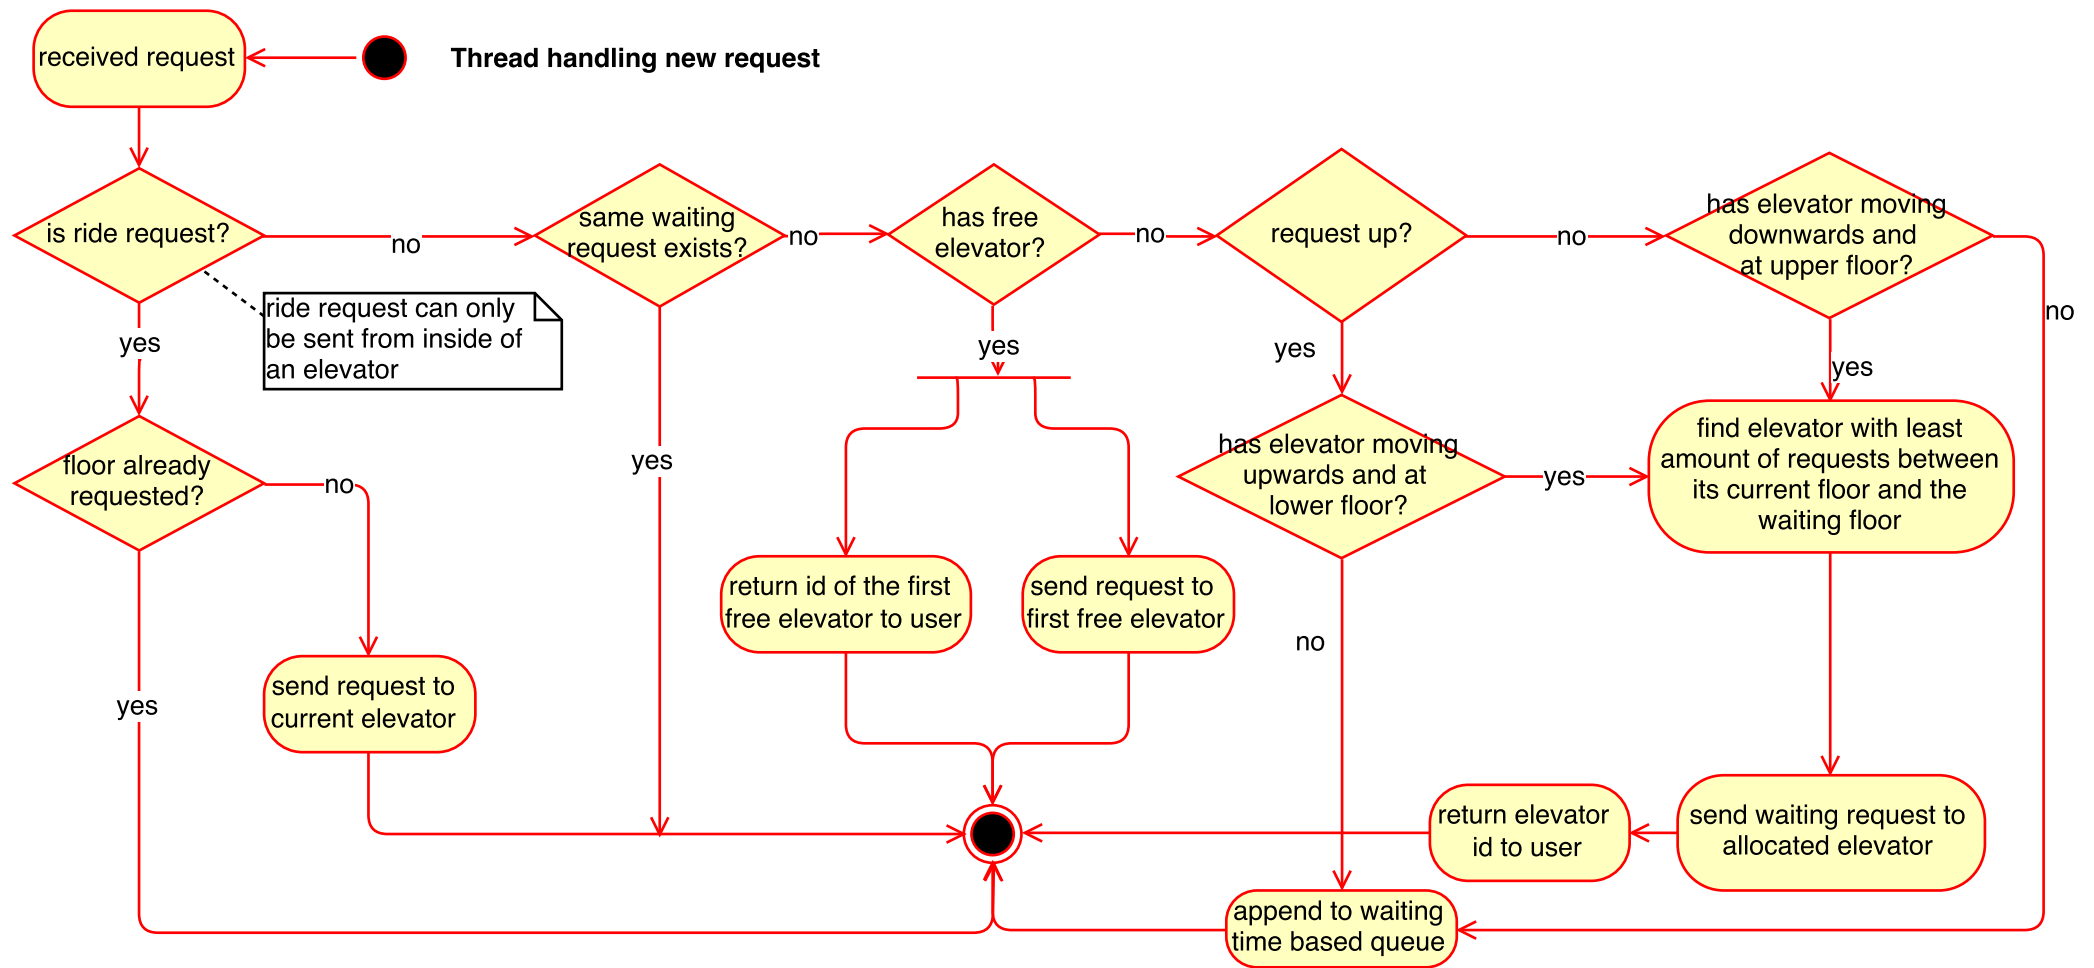 received request
Thread handling new request
is ride request?
no
same waiting
request exists?
no
has free
elevator?
no
request up?
no
has elevator moving
downwards and
at upper floor?
no
ride request can only
be sent from inside of
an elevator
yes
yes
yes
yes
floor already
requested?
no
yes
has elevator moving
upwards and at
lower floor?
yes
find elevator with least
amount of requests between
its current floor and the
waiting floor
return id of the first
free elevator to user
send request to
first free elevator
no
send request to
current elevator
yes
return elevator
id to user
send waiting request to
allocated elevator
append to waiting
time based queue